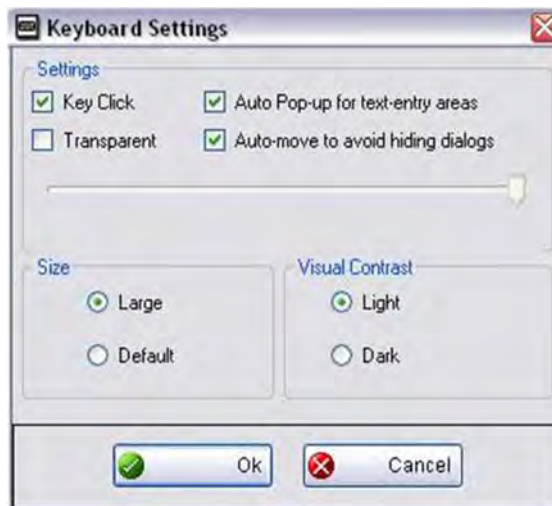 Keyboard Settings
Settings
Key Click
Auto Pop-up for text-entry areas
Transparent
Auto-move to avoid hiding dialogs
Size
Visual Contrast
Large
Light
Default
Dark
Ok
Cancel